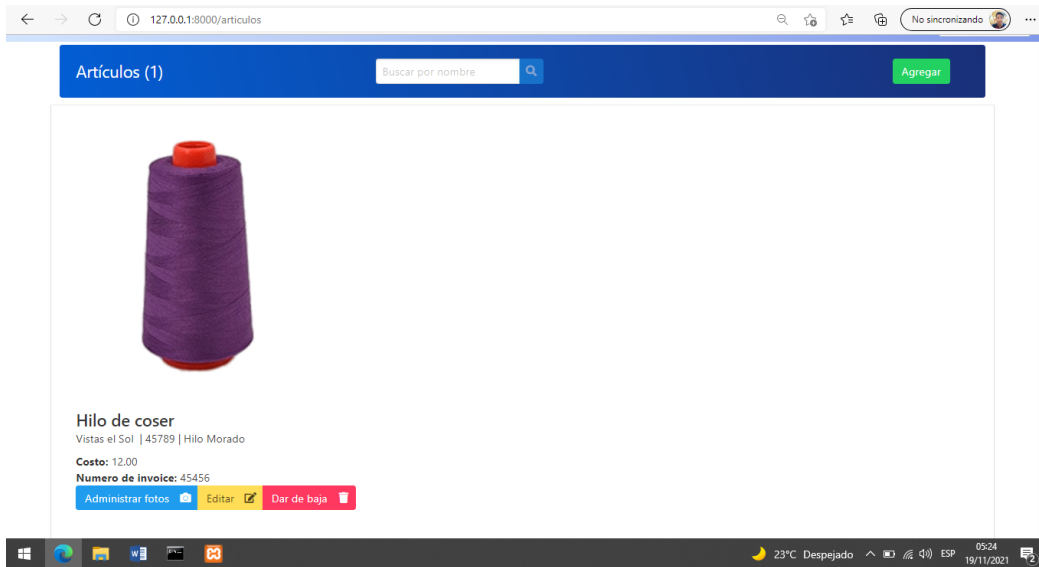 127.0.0.1:8000/articulos
No sincronizando
Artículos (1)
Buscar por nombre
Agregar
Hilo de coser
Vistas el Sol | 45789 | Hilo Morado
Costo: 12.00
Numero de invoice: 45456
Administrar fotos
Editar
Dar de baja
23°C Despejado
ESP
05:24
19/11/2021
2